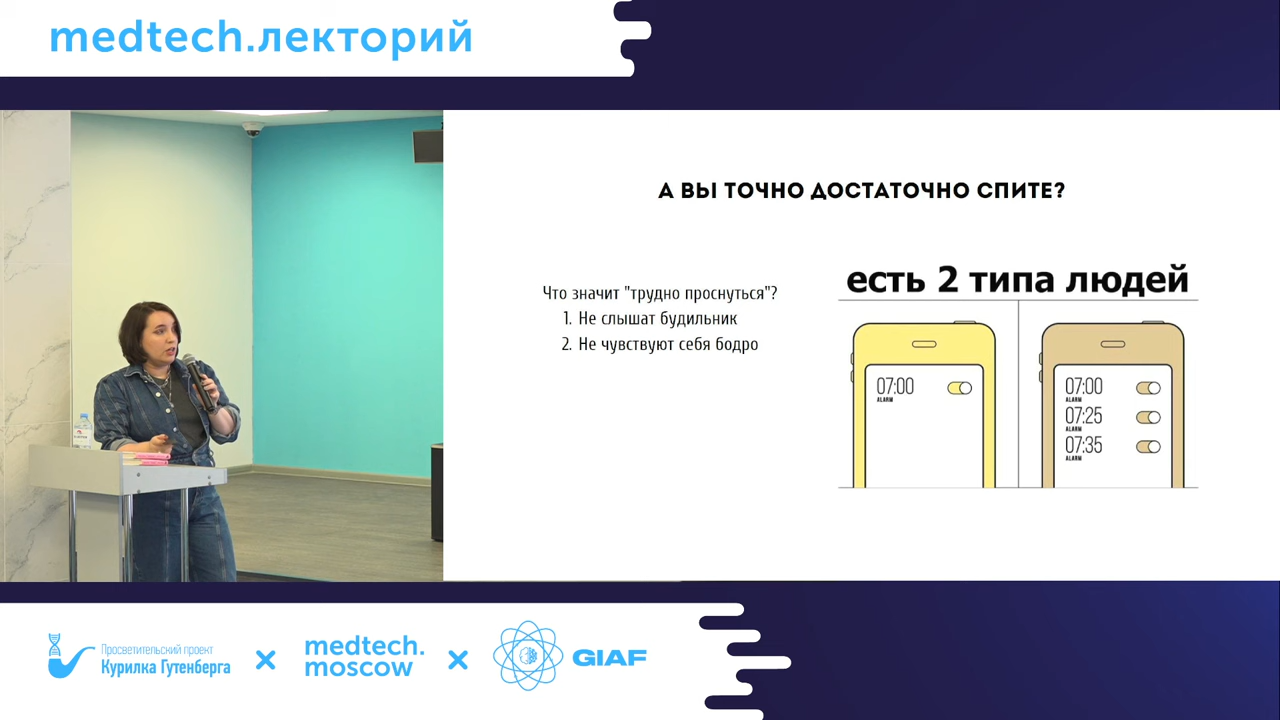 medtech.лекторий
А ВЫ ТОЧНО ДОСТАТОЧНО СПИТЕ?
Что значит "трудно проснуться"?
1. Не слышат будильник
2. Не чувствуют себя бодро
есть 2 типа людей
07:00
ALARM
07:00
ALARM
07:25
ALARM
07:35
ALARM
Просветительский проект
Курилка Гутенберга
medtech.
moscow
GIAF